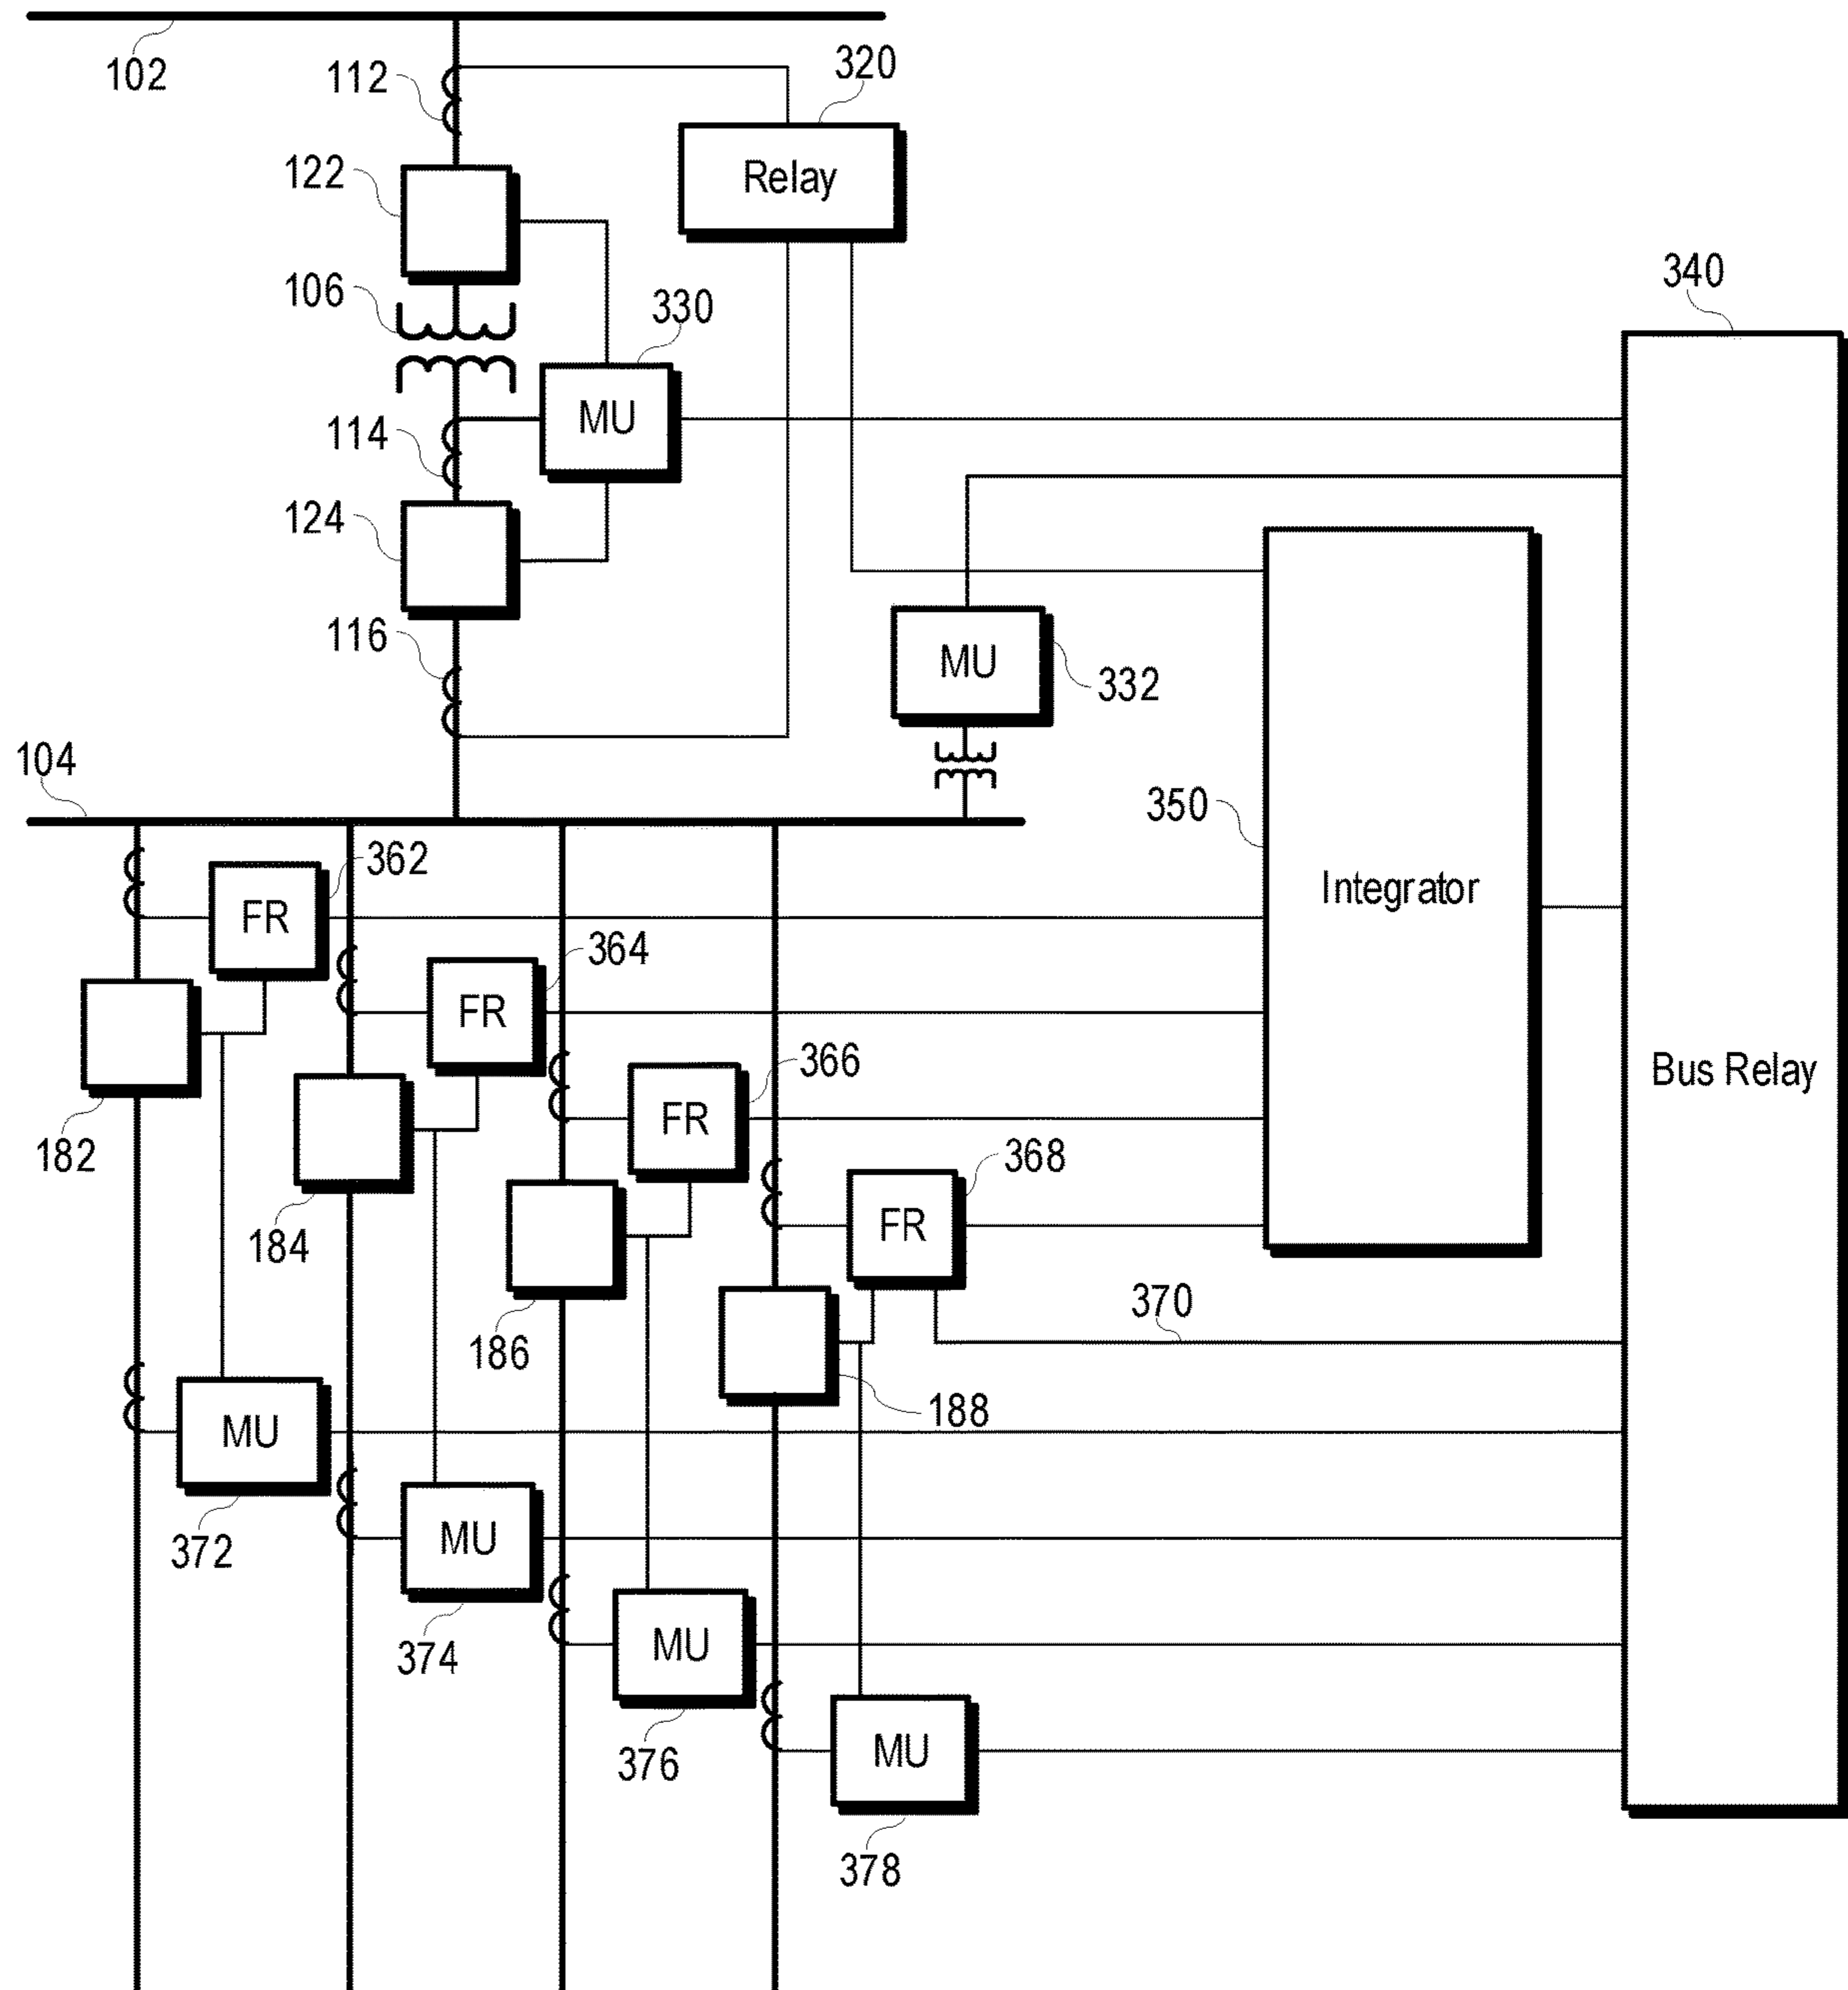 102
112
320
Relay
122
106
330
340
MU
114
124
116
MU
332
104
350
362
Integrator
FR
364
FR
366
Bus Relay
FR
182
368
184
FR
370
186
188
MU
372
MU
374
MU
376
MU
378